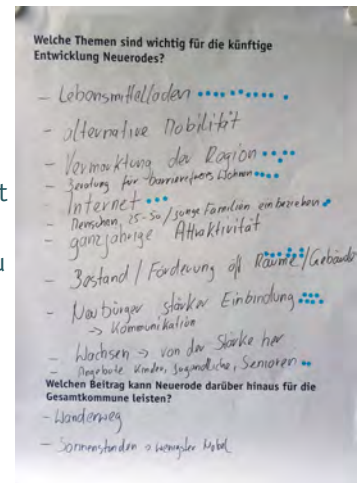 Welche Themen sind wichtig für die künftige
Entwicklung Neuerodes?
- Lebensmittelladen
- alternative Mobilität
- Vermarktung der Region
- Beratung für barrierefreies Wohnen
- Internet
- Menschen, 25-50/junge Familien einbeziehen
- ganzjährige Attraktivität
- Bestand/Förderung öff Räume/Gebäude
- Neubürger stärker Einbindung
→ Kommunikation
- Wachsen → von der Stärke her
- Angebote Kinder, Jugendliche, Senioren
Welchen Beitrag kann Neuerode darüber hinaus für die
Gesamtkommune leisten?
- Wanderweg
- Sonnenstunden → weniger Nebel
t
u